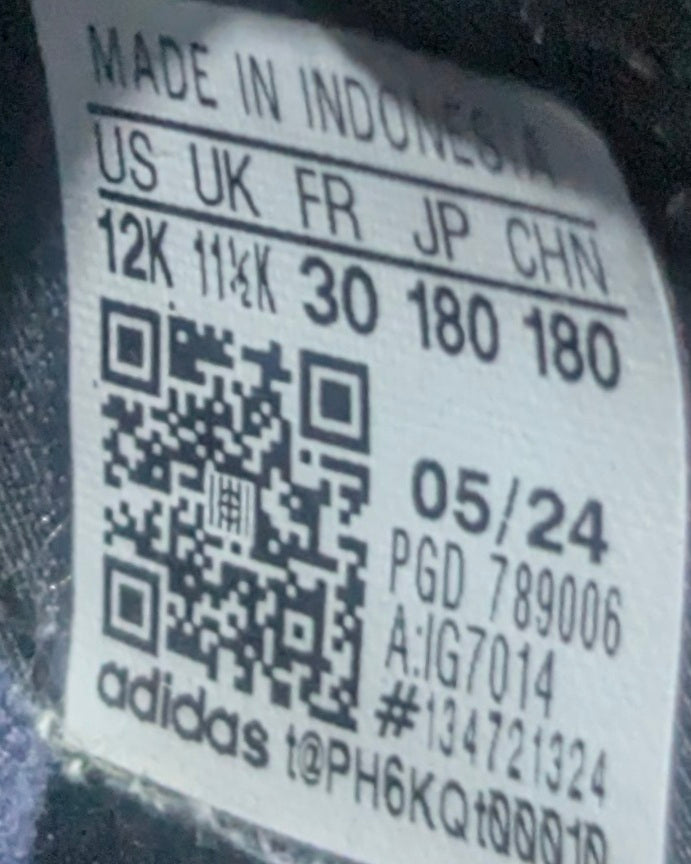 MADE IN INDONESIA
US UK FR JP CHN
12K 11½K 30 180 180
05/24
PGD 789006
A:IG7014
#134721324
adidas t@PH6KQt00010